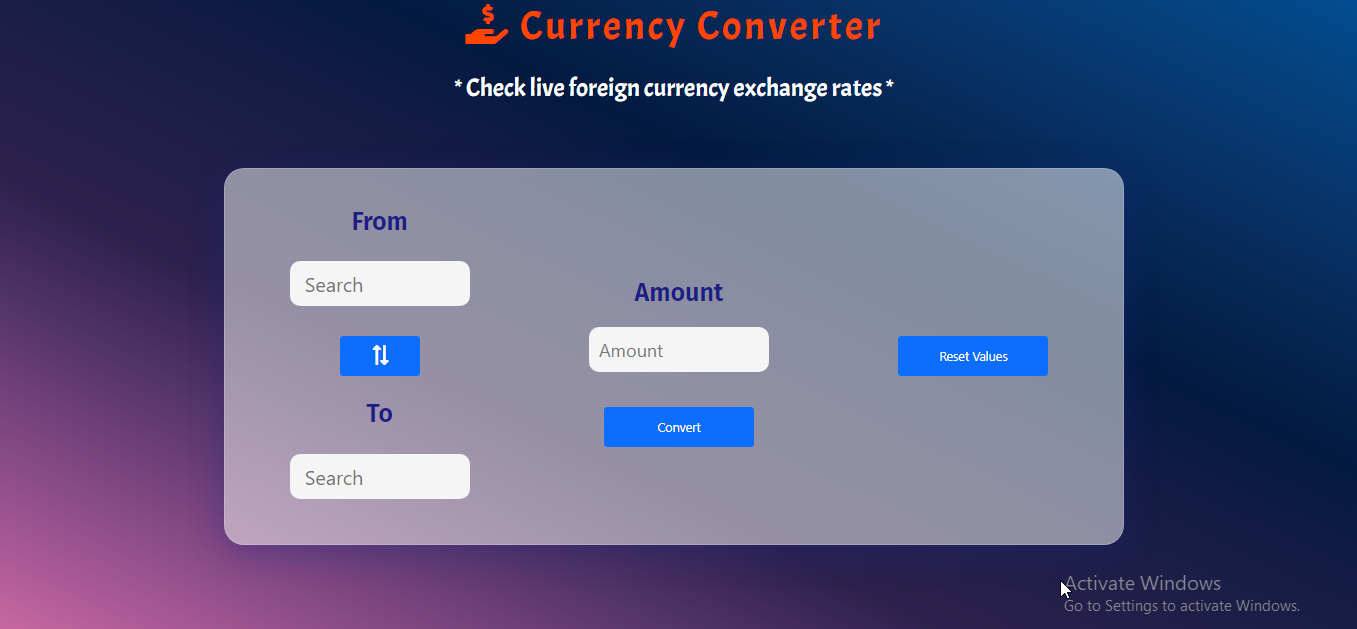 Currency Converter
* Check live foreign currency exchange rates *
From
Search
To
Search
Amount
Amount
Convert
Reset Values
Activate Windows
Go to Settings to activate Windows.